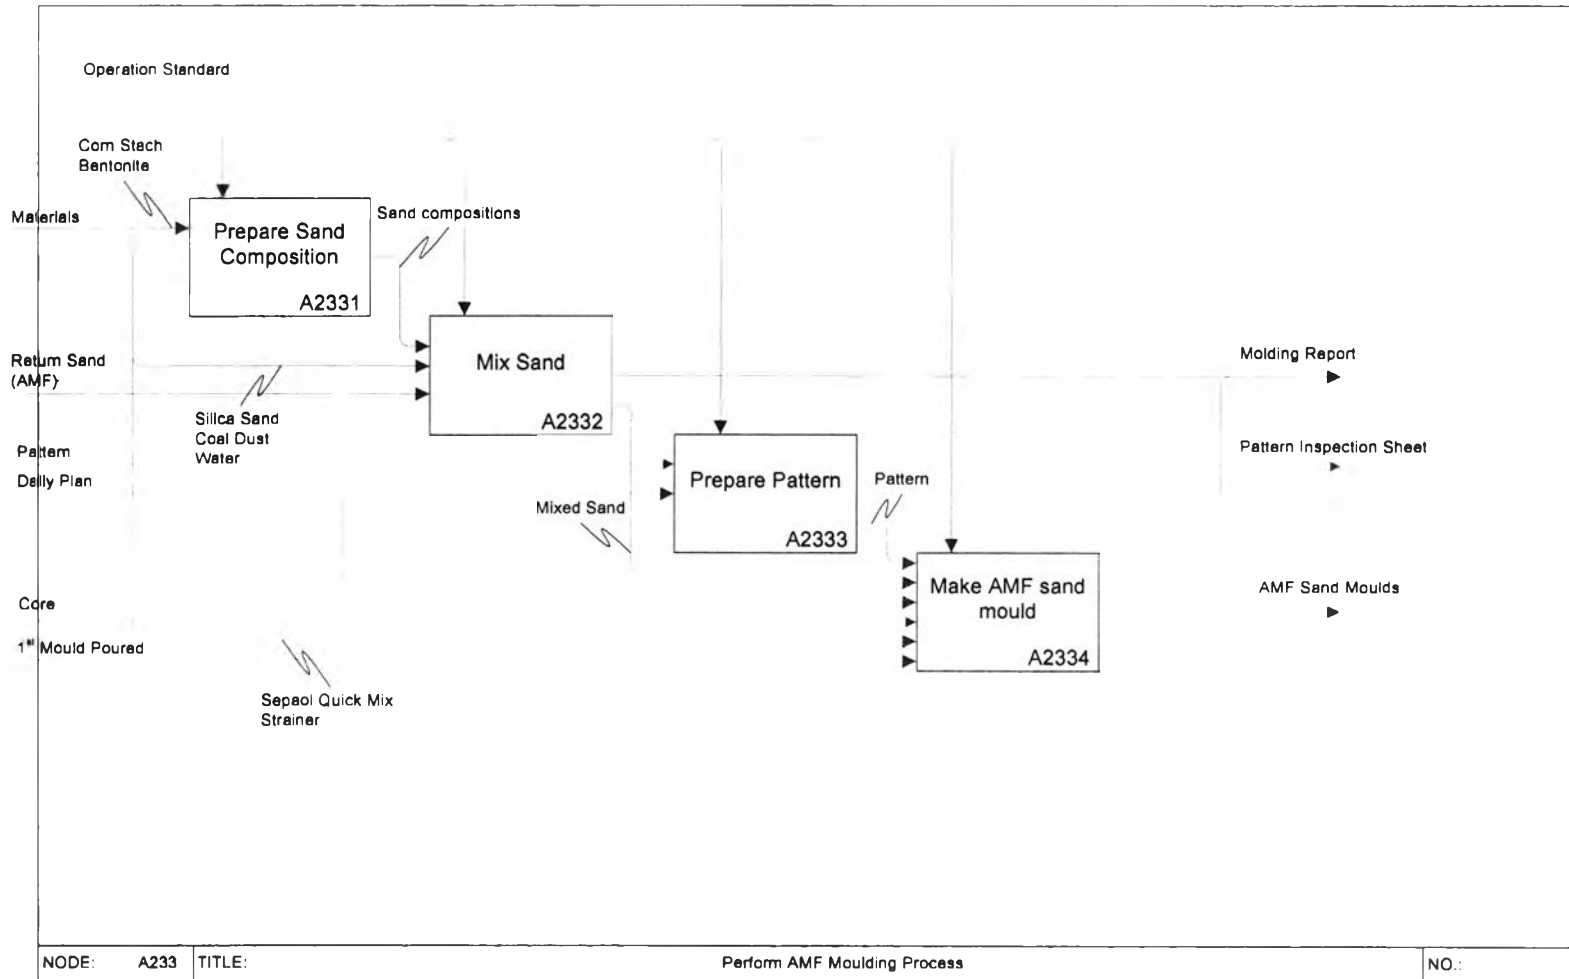 Operation Standard
Com Stach
Bentonite
Materials
Prepare Sand
Composition
A2331
Sand compositions
Return Sand
(AMF)
Mix Sand
A2332
Molding Report
Silica Sand
Coal Dust
Water
Pattern
Daily Plan
Prepare Pattern
A2333
Pattern
Pattern Inspection Sheet
Mixed Sand
Make AMF sand
mould
A2334
AMF Sand Moulds
Core
1st Mould Poured
Sepaol Quick Mix
Strainer
NODE: A233 TITLE: Perform AMF Moulding Process NO.: